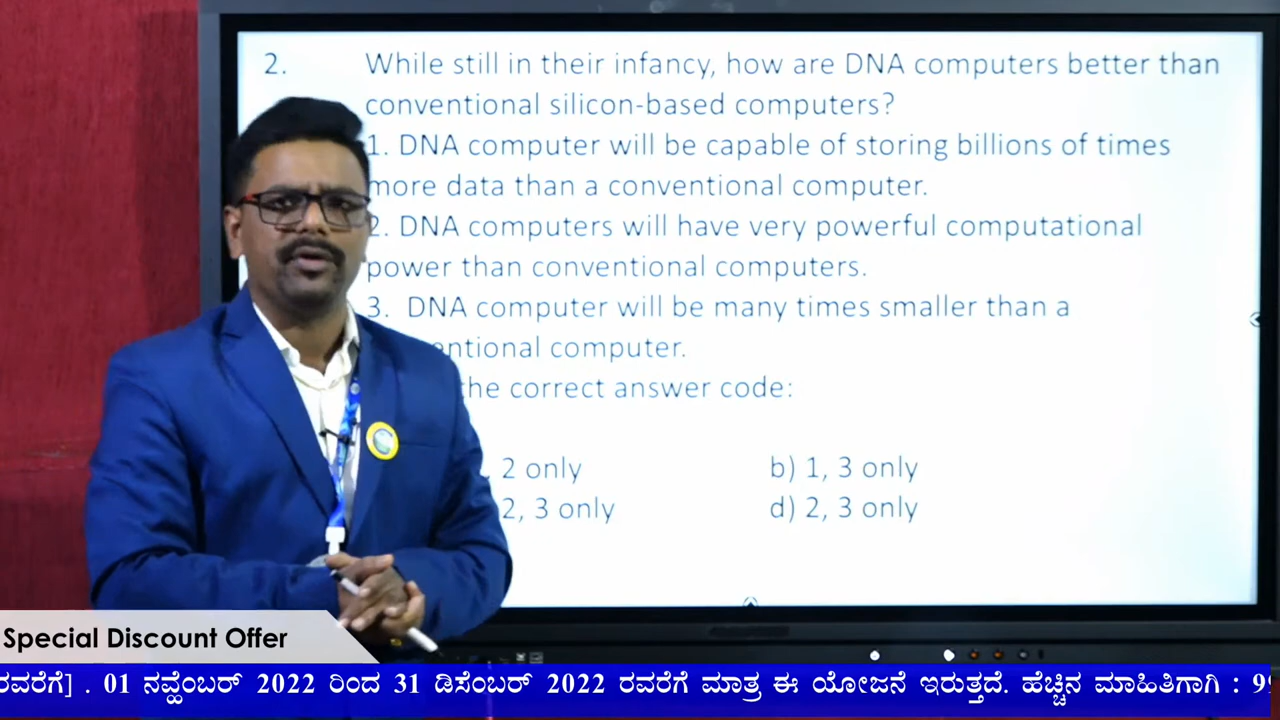 2. While still in their infancy, how are DNA computers better than
conventional silicon-based computers?
1. DNA computer will be capable of storing billions of times
more data than a conventional computer.
2. DNA computers will have very powerful computational
power than conventional computers.
3. DNA computer will be many times smaller than a
entional computer.
the correct answer code:
2 only b) 1, 3 only
2, 3 only d) 2, 3 only
Special Discount Offer
ರವರೆಗೆ] . 01 ನವ್ಹೆಂಬರ್ 2022 ರಿಂದ 31 ಡಿಸೆಂಬರ್ 2022 ರವರೆಗೆ ಮಾತ್ರ ಈ ಯೋಜನೆ ಇರುತ್ತದೆ. ಹೆಚ್ಚಿನ ಮಾಹಿತಿಗಾಗಿ : 9